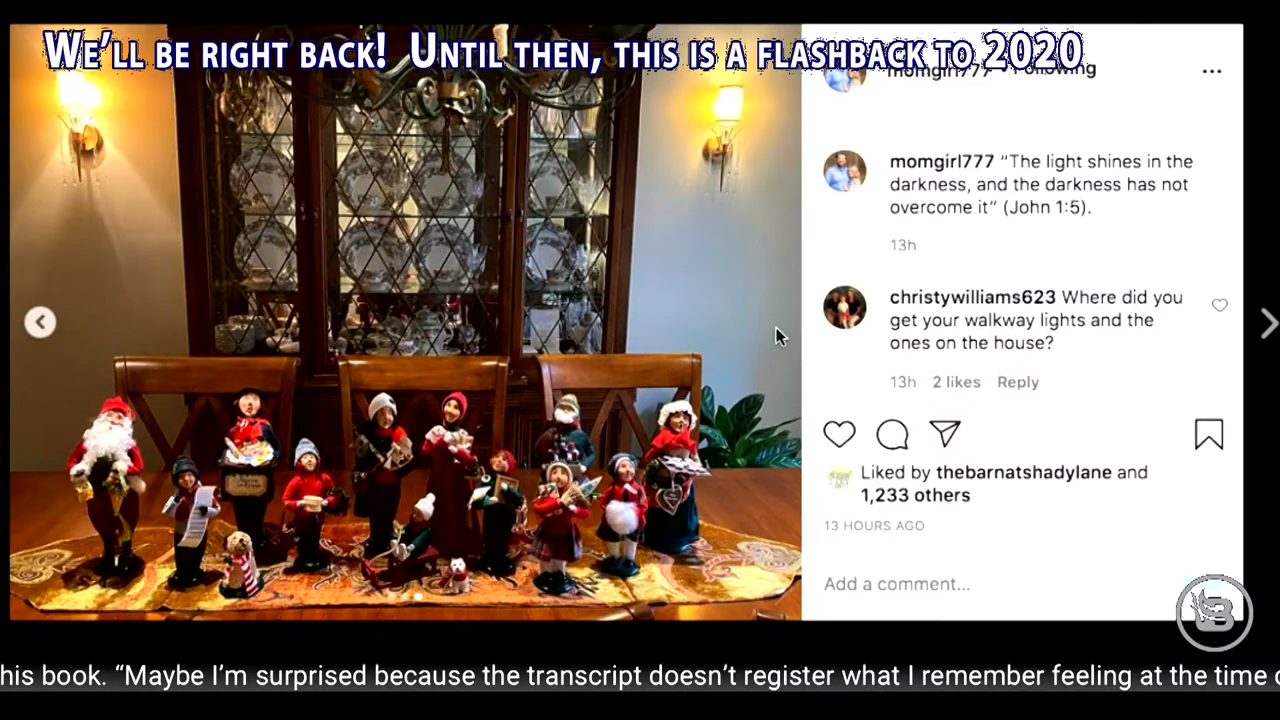 We'll be right back! Until then, this is a flashback to 2020
momgirl777 Following
momgirl777 "The light shines in the
darkness, and the darkness has not
overcome it" (John 1:5).
13h
christywilliams623 Where did you
get your walkway lights and the
ones on the house?
13h 2 likes Reply
Liked by thebarnatshadylane and
1,233 others
13 HOURS AGO
Add a comment...
B
his book. “Maybe I’m surprised because the transcript doesn’t register what I remember feeling at the time